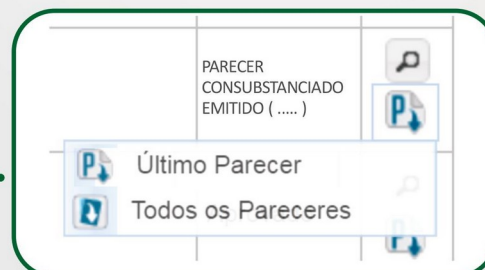 PARECER
CONSUBSTANCIADO
EMITIDO ( ..... )
Último Parecer
Todos os Pareceres